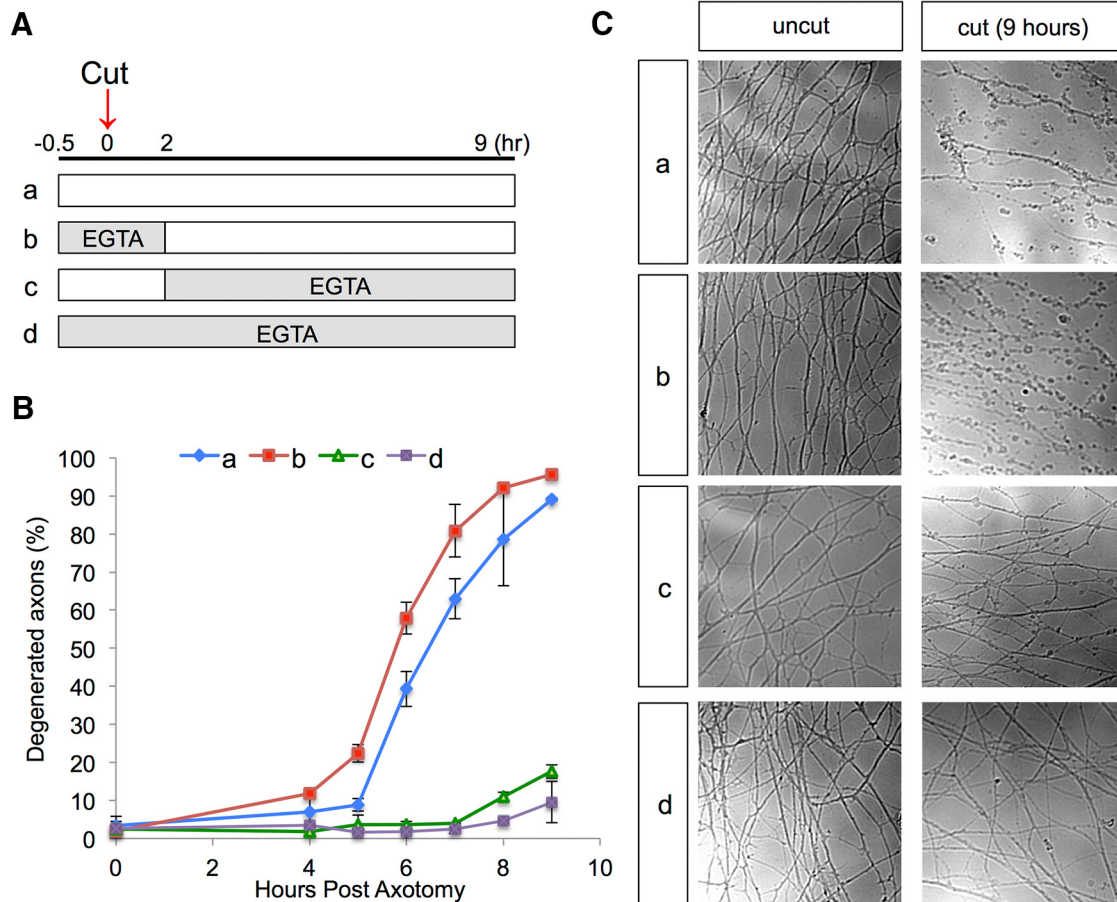 A
Cut
-0.5 0 2 9 (hr)
a
b EGTA
c EGTA
d EGTA
B
a b c d
Degenerated axons (%)
100
90
80
70
60
50
40
30
20
10
0
0 2 4 6 8 10
Hours Post Axotomy
C
uncut cut (9 hours)
a
b
c
d